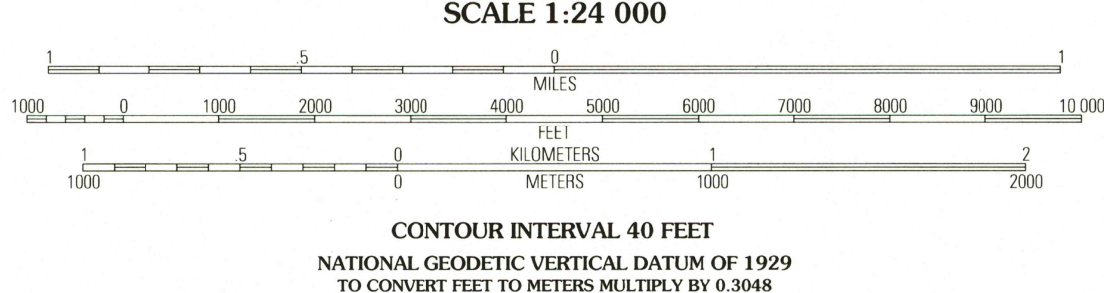 SCALE 1:24 000
1 .5 0 1
MILES
1000 0 1000 2000 3000 4000 5000 6000 7000 8000 9000 10 000
FEET
1 .5 0 KILOMETERS 1 2
1000 0 METERS 1000 2000
CONTOUR INTERVAL 40 FEET
NATIONAL GEODETIC VERTICAL DATUM OF 1929
TO CONVERT FEET TO METERS MULTIPLY BY 0.3048